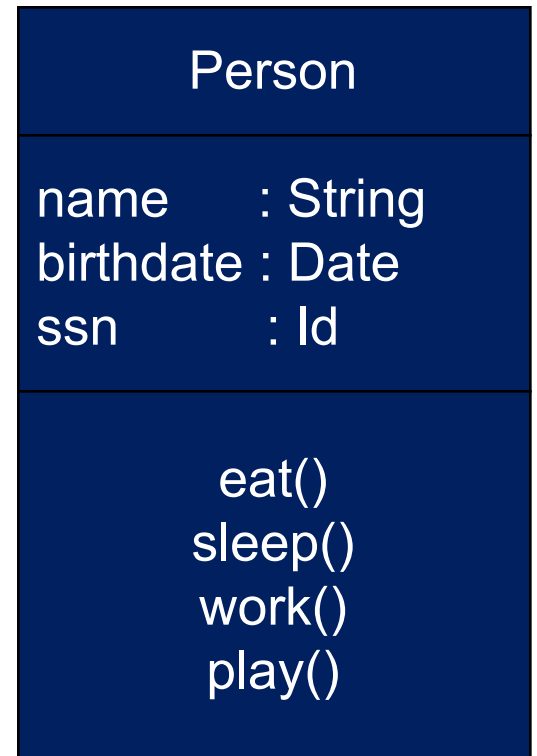 Person
name : String
birthdate : Date
ssn : Id
eat()
sleep()
work()
play()